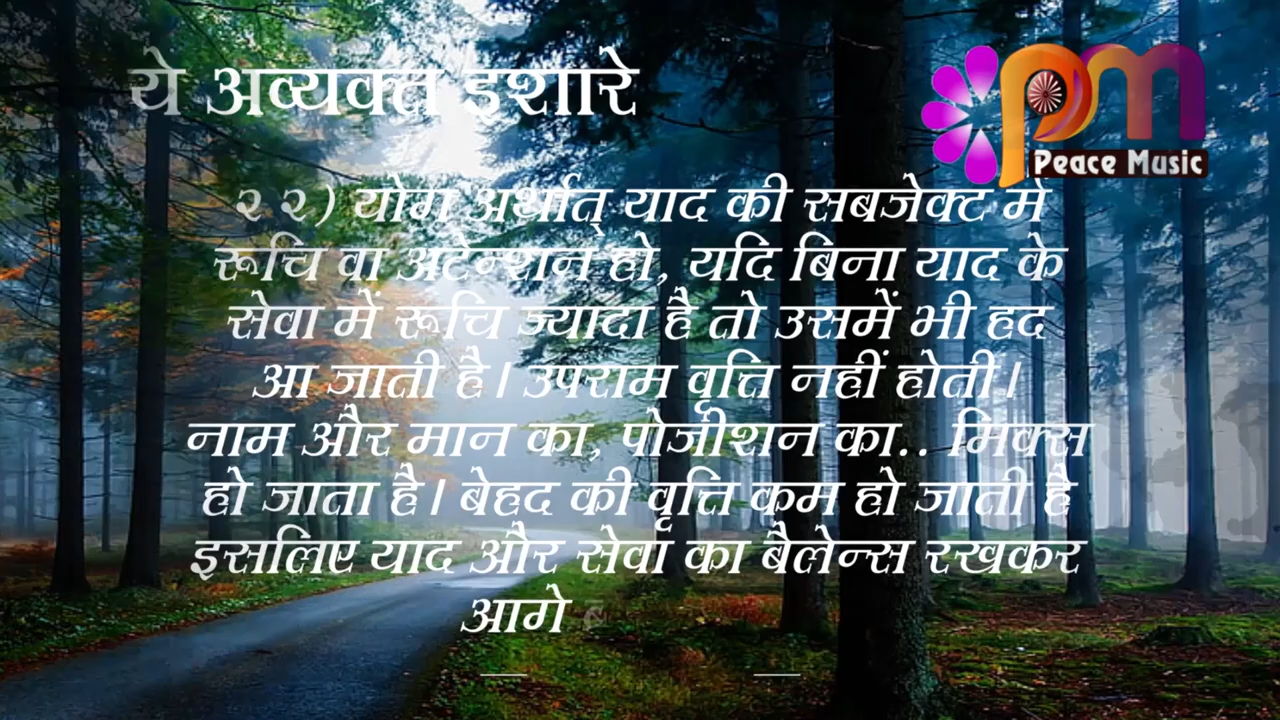 ये अव्यक्त इशारे
pm
Peace Music
२२) योग अर्थात् याद की सबजेक्ट में
रूचि वा अटेन्शन हो, यदि बिना याद के
सेवा में रूचि ज्यादा है तो उसमें भी हद
आ जाती है। उपराम वृत्ति नहीं होती।
नाम और मान का, पोजीशन का.. मिक्स
हो जाता है। बेहद की वृत्ति कम हो जाती है
इसलिए याद और सेवा का बैलेन्स रखकर
आगे